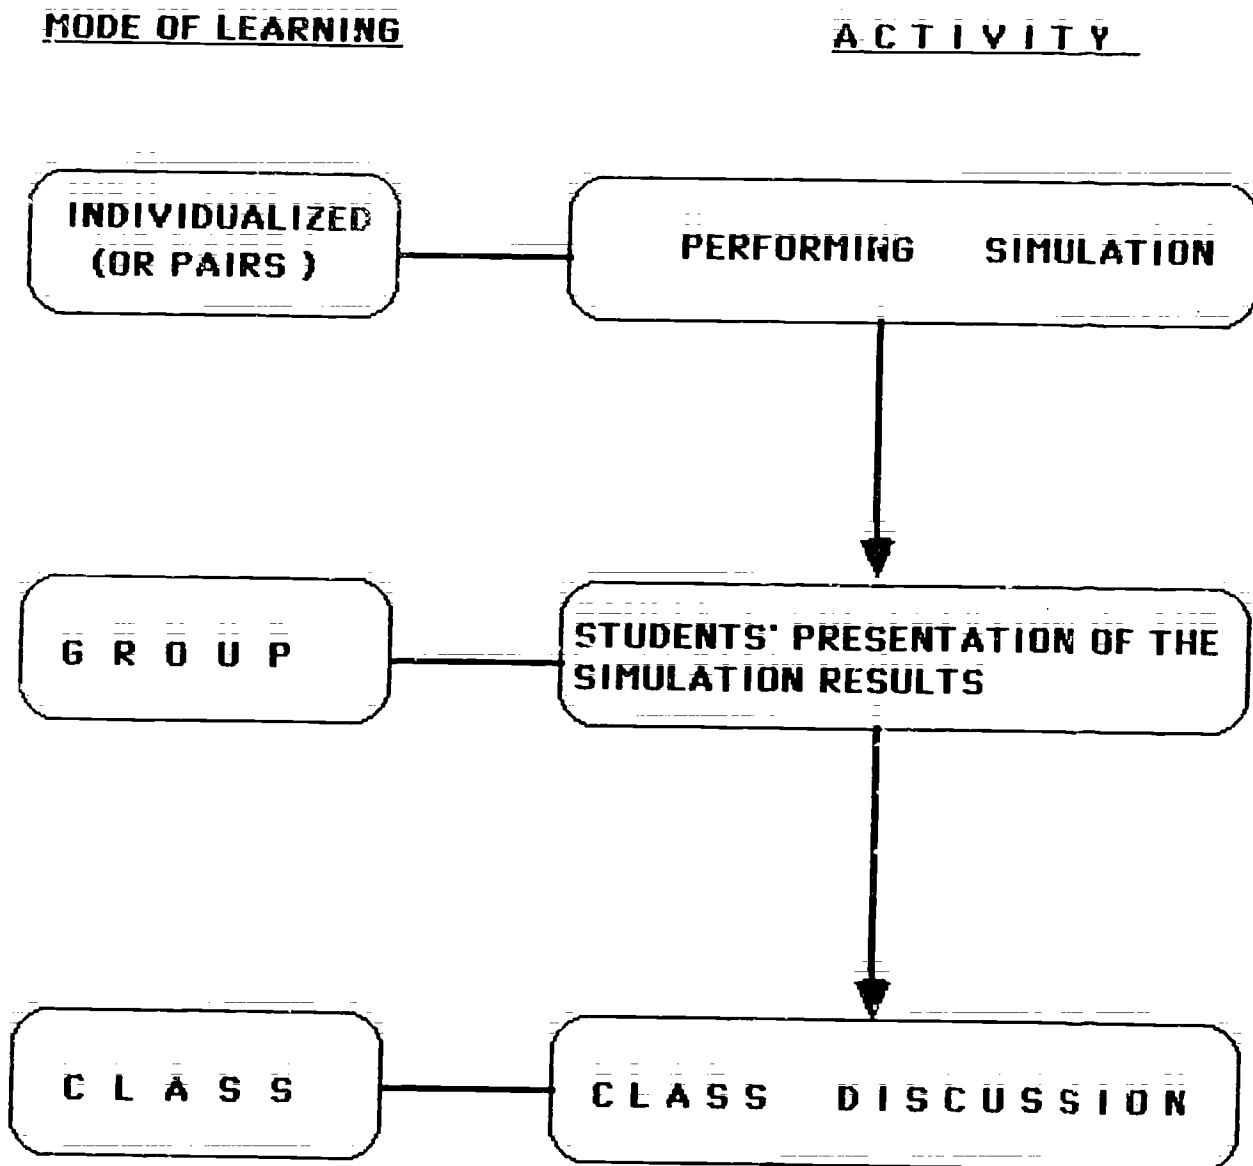 MODE OF LEARNING
ACTIVITY
INDIVIDUALIZED
(OR PAIRS )
PERFORMING SIMULATION
GROUP
STUDENTS' PRESENTATION OF THE
SIMULATION RESULTS
CLASS
CLASS DISCUSSION